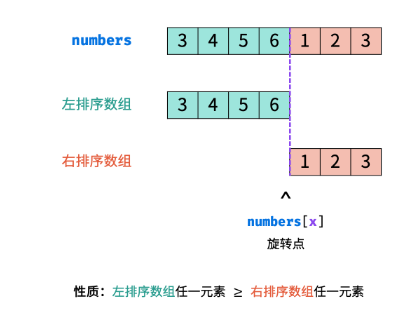 numbers 3 4 5 6 1 2 3
左排序数组 3 4 5 6
右排序数组 1 2 3
^
numbers[x]
旋转点
性质：左排序数组任一元素 ≥ 右排序数组任一元素